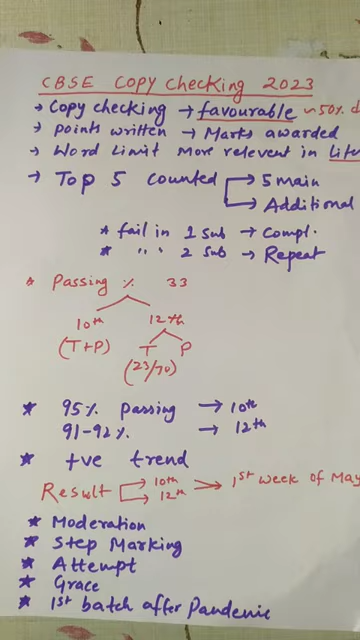 CBSE Copy Checking 2023
→ Copy checking → favourable ~50%
→ points written → Marks awarded
→ Word Limit More relevent in
→ Top 5 counted → 5 main
→ Additional
* fail in 1 sub → Compl.
* " " 2 sub → Repeat
* Passing % 33
10th 12th
(T+P) T P
(23/70)
* 95% Passing → 10th
91-92% → 12th
* +ve trend
Result → 10th → 12th > 1st week of May
* Moderation
* Step Marking
* Attempt
* Grace
* 1st batch after Pandemic